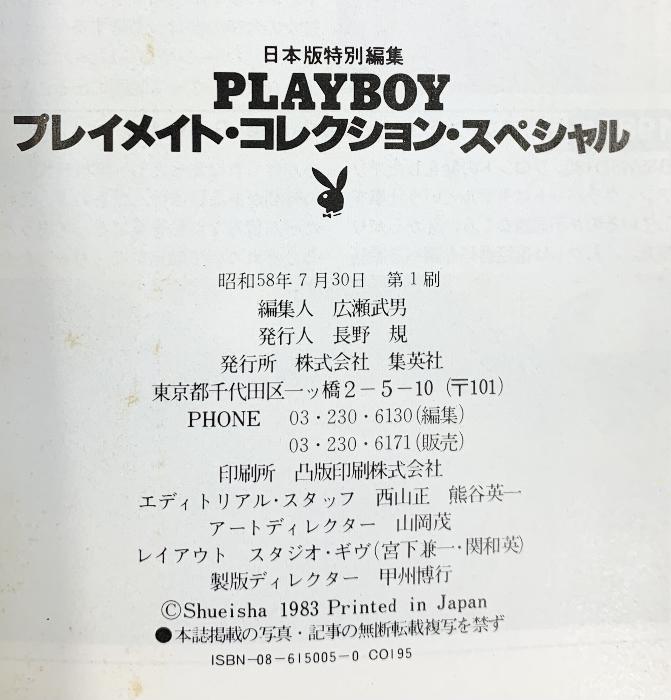 日本版特別編集
PLAYBOY
プレイメイト・コレクション・スペシャル
昭和58年7月30日 第1刷
編集人 広瀬武男
発行人 長野 規
発行所 株式会社 集英社
東京都千代田区一ッ橋2-5-10(〒101)
PHONE 03・230・6130(編集)
03・230・6171(販売)
印刷所 凸版印刷株式会社
エディトリアル・スタッフ 西山正 熊谷英一
アートディレクター 山岡茂
レイアウト スタジオ・ギヴ(宮下兼一・関和英)
製版ディレクター 甲州博行
©Shueisha 1983 Printed in Japan
●本誌掲載の写真・記事の無断転載複写を禁ず
ISBN-08-615005-0 C0195